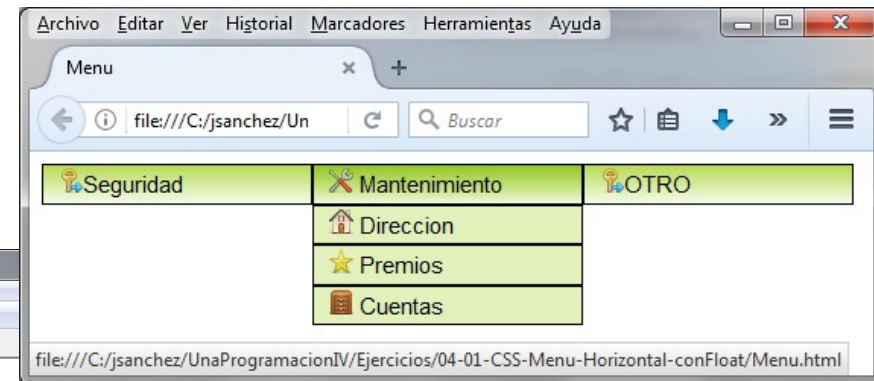 Archivo Editar Ver Historial Marcadores Herramientas Ayuda
Menu
file:///C:/jsanchez/Un Buscar
Seguridad Mantenimiento OTRO
Direccion
Premios
Cuentas
file:///C:/jsanchez/UnaProgramacionIV/Ejercicios/04-01-CSS-Menu-Horizontal-conFloat/Menu.html